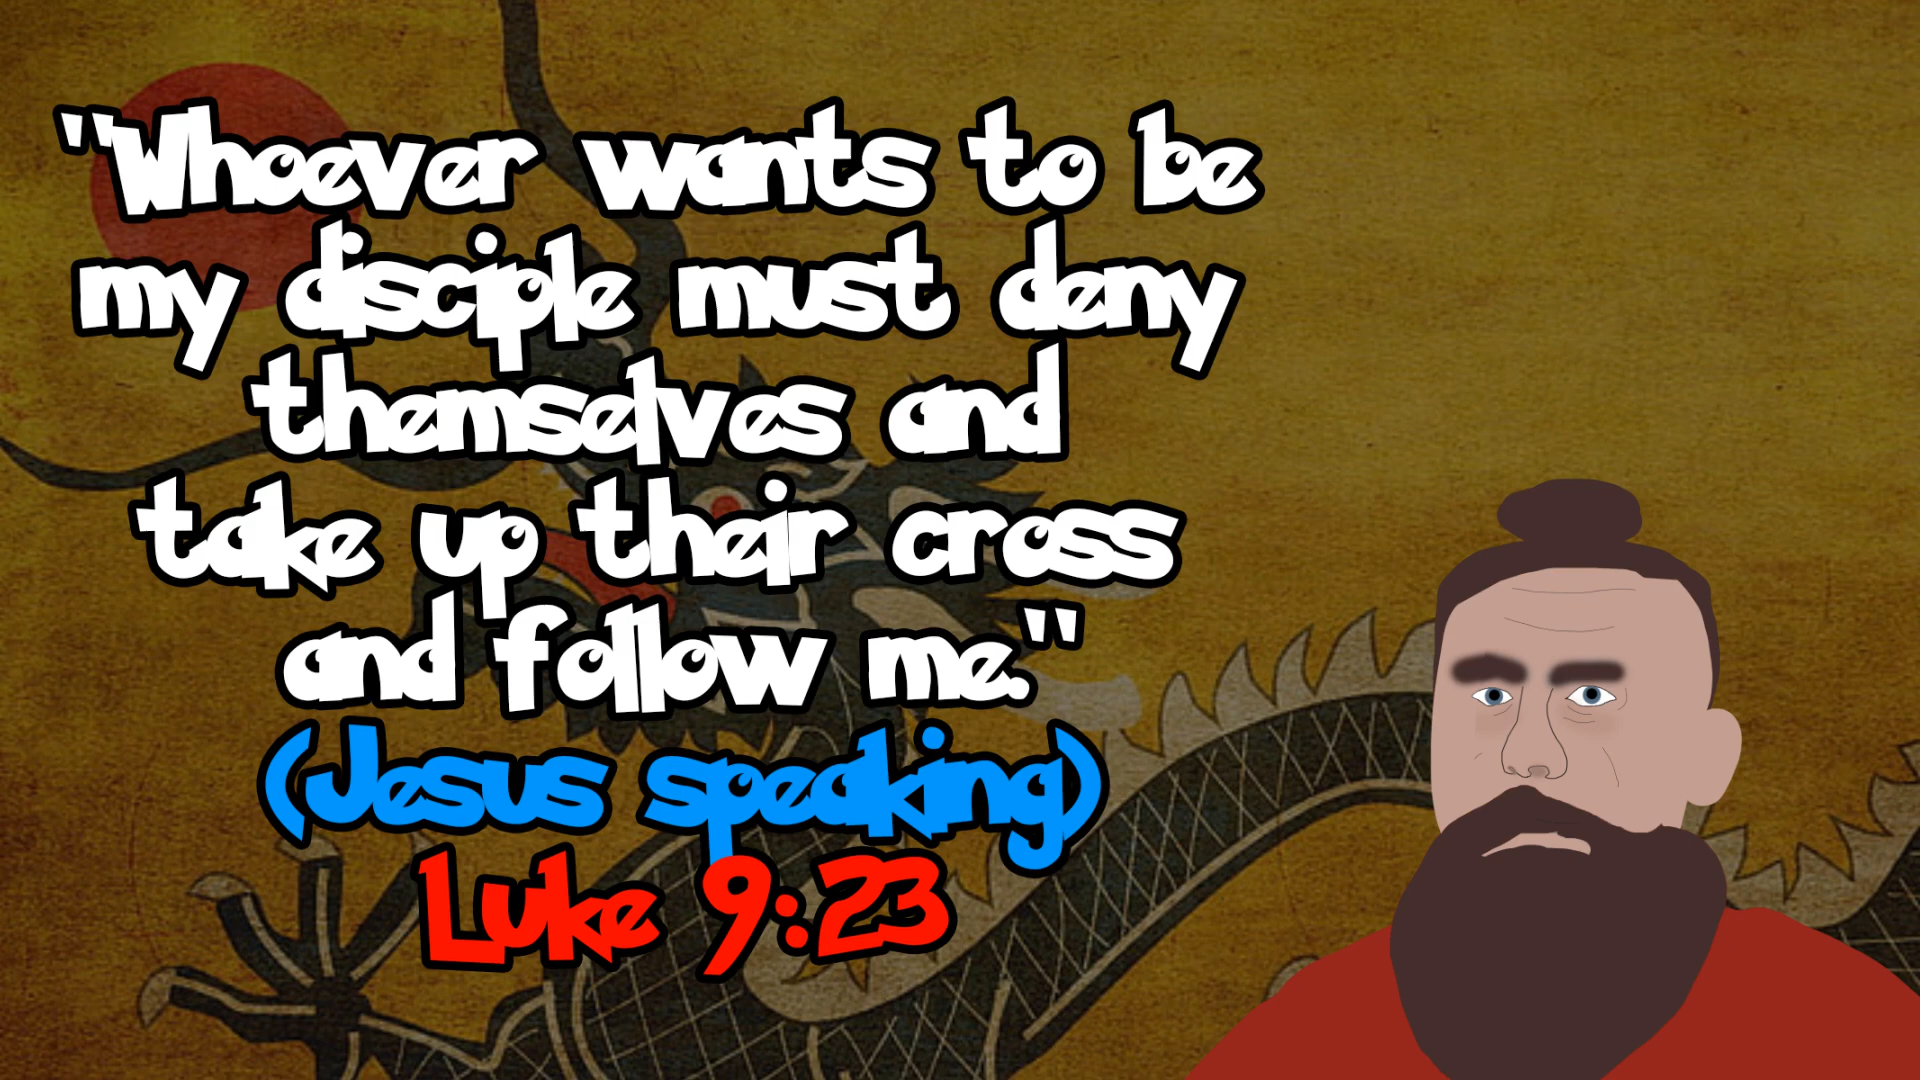 "Whoever wants to be
my disciple must deny
themselves and
take up their cross
and follow me."
(Jesus speaking)
Luke 9:23